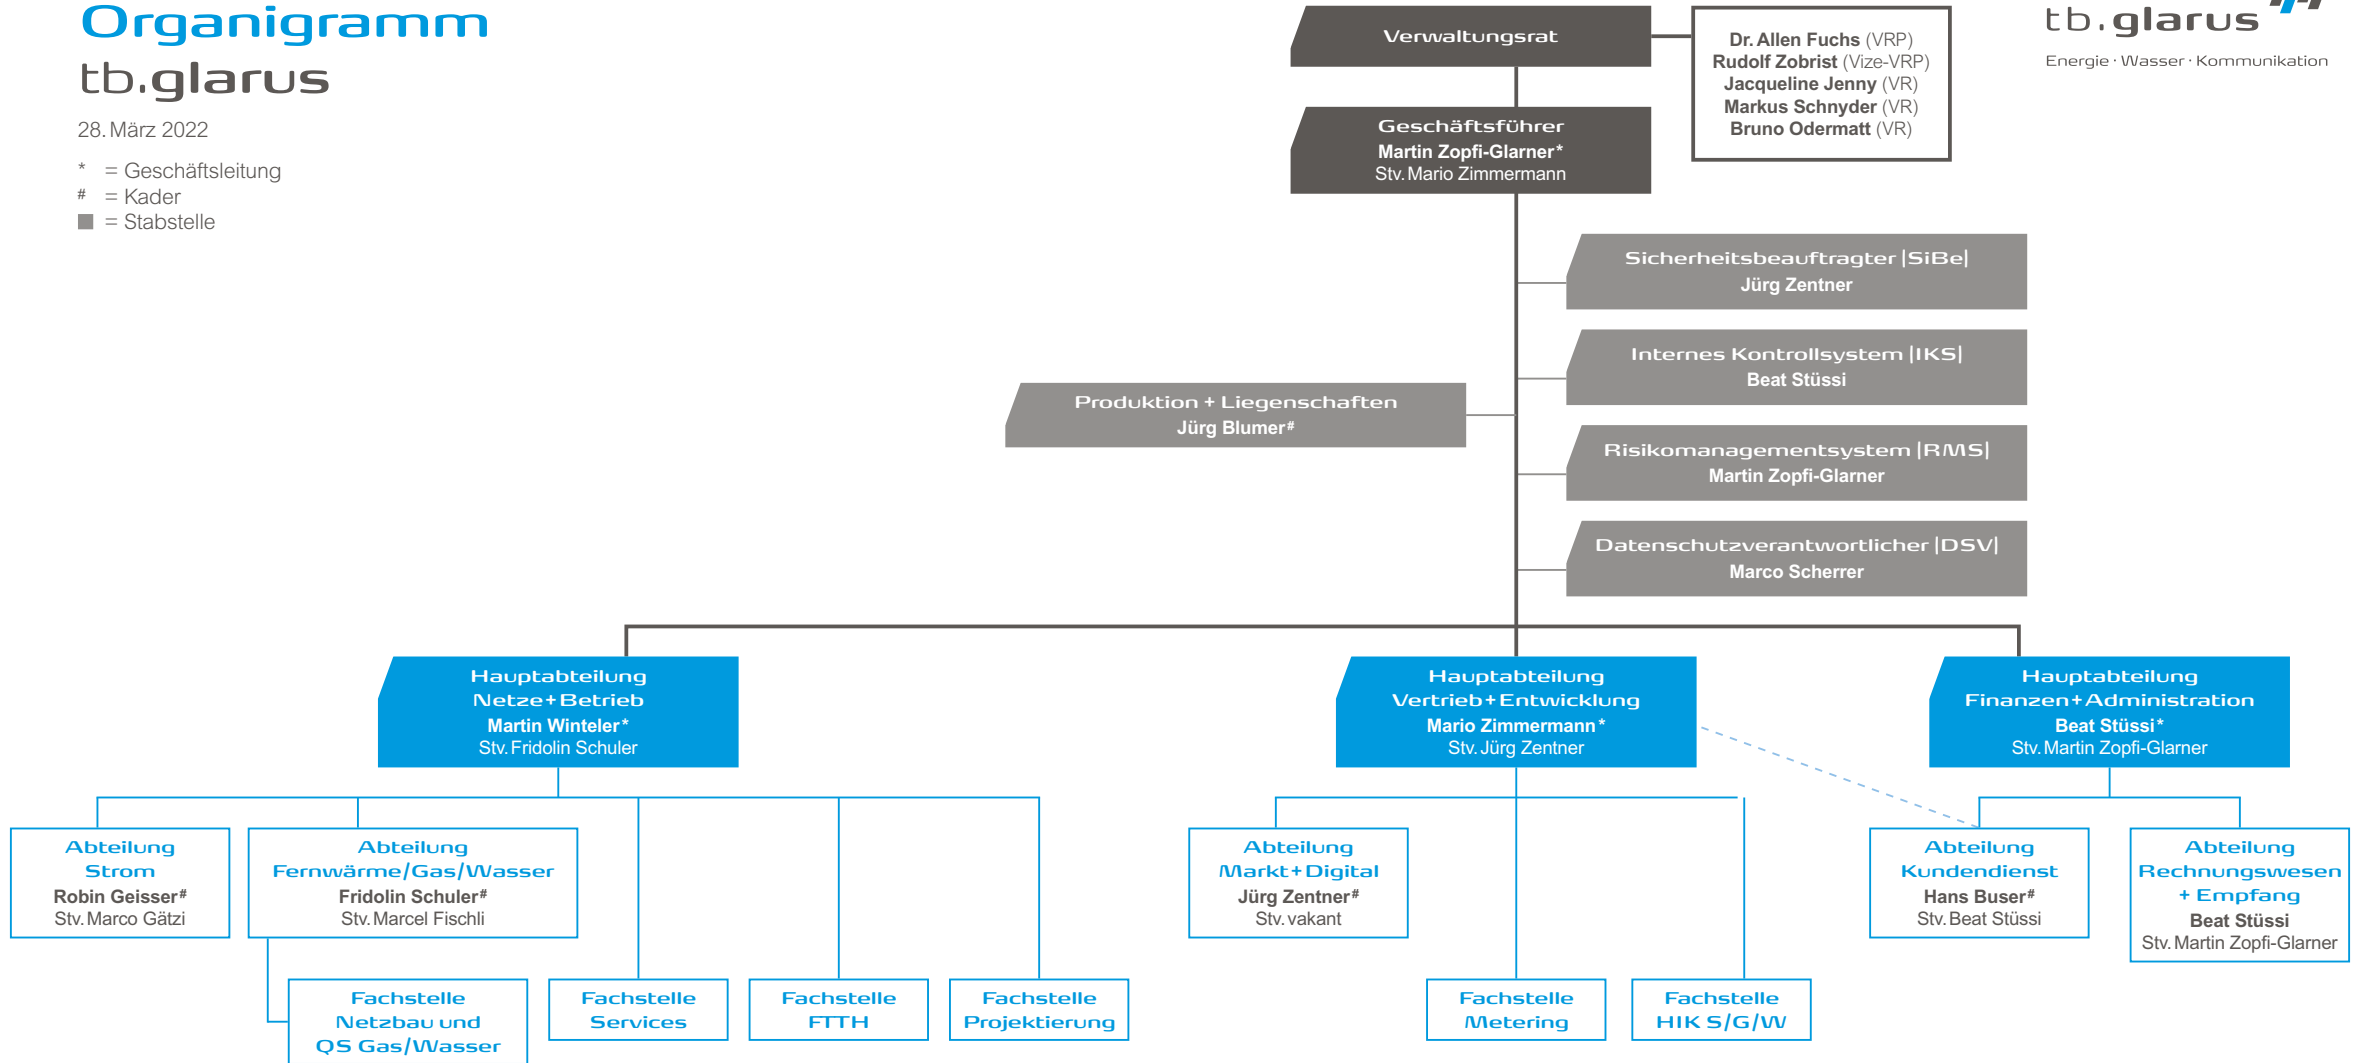 Organigramm
tb.glarus
28. März 2022
* = Geschäftsleitung
# = Kader
= Stabstelle
Verwaltungsrat
Dr. Allen Fuchs (VRP)
Rudolf Zobrist (Vize-VRP)
Jacqueline Jenny (VR)
Markus Schnyder (VR)
Bruno Odermatt (VR)
tb.glarus
Energie · Wasser · Kommunikation
Geschäftsführer
Martin Zopfi-Glarner*
Stv. Mario Zimmermann
Sicherheitsbeauftragter |SiBe|
Jürg Zentner
Internes Kontrollsystem |IKS|
Beat Stüssi
Produktion + Liegenschaften
Jürg Blumer#
Risikomanagementsystem |RMS|
Martin Zopfi-Glarner
Datenschutzverantwortlicher |DSV|
Marco Scherrer
Hauptabteilung
Netze+Betrieb
Martin Winteler*
Stv. Fridolin Schuler
Hauptabteilung
Vertrieb+Entwicklung
Mario Zimmermann*
Stv. Jürg Zentner
Hauptabteilung
Finanzen+Administration
Beat Stüssi*
Stv. Martin Zopfi-Glarner
Abteilung
Strom
Robin Geisser#
Stv. Marco Gätzi
Abteilung
Fernwärme/Gas/Wasser
Fridolin Schuler#
Stv. Marcel Fischli
Abteilung
Markt+Digital
Jürg Zentner#
Stv. vakant
Abteilung
Kundendienst
Hans Buser#
Stv. Beat Stüssi
Abteilung
Rechnungswesen
+ Empfang
Beat Stüssi
Stv. Martin Zopfi-Glarner
Fachstelle
Netzbau und
QS Gas/Wasser
Fachstelle
Services
Fachstelle
FTTH
Fachstelle
Projektierung
Fachstelle
Metering
Fachstelle
HIK S/G/W